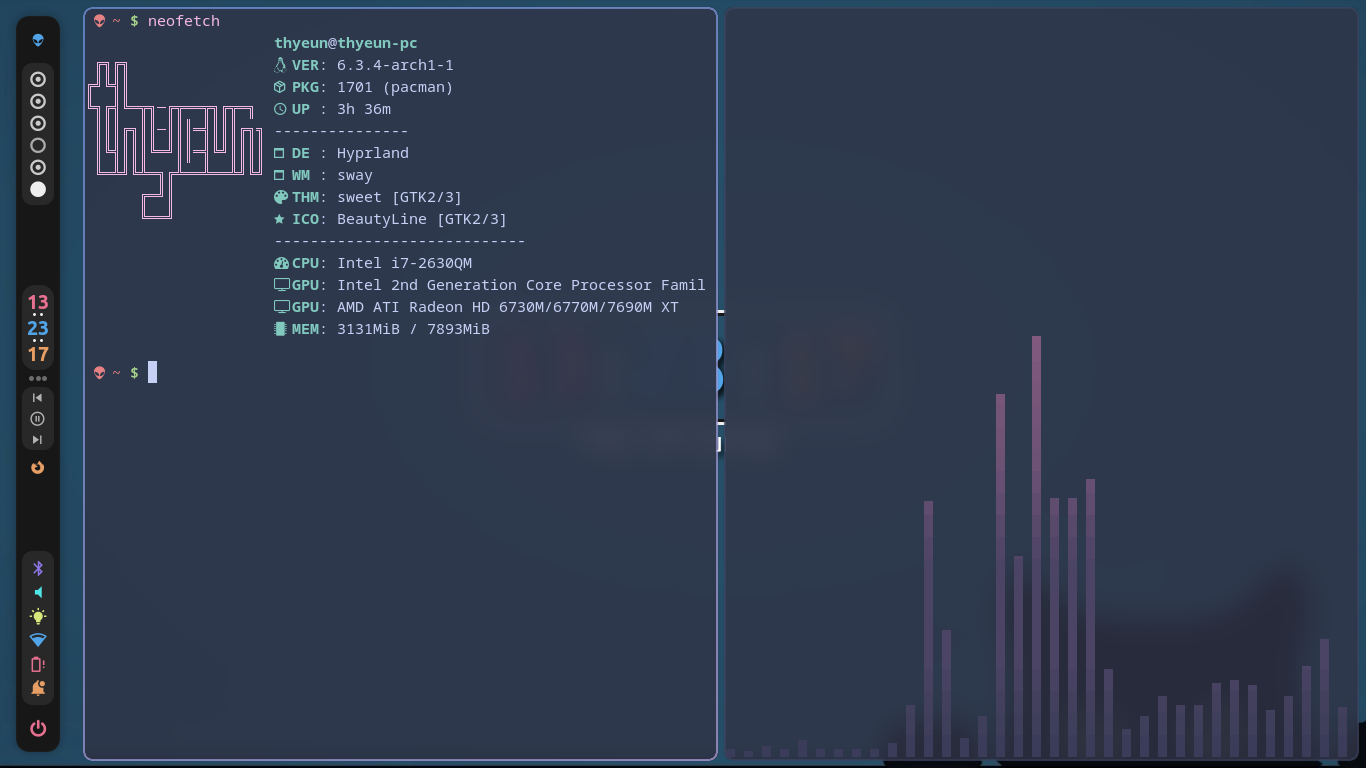 ~ $ neofetch
thyeun@thyeun-pc
VER: 6.3.4-arch1-1
PKG: 1701 (pacman)
UP : 3h 36m
---------------
DE : Hyprland
WM : sway
THM: sweet [GTK2/3]
ICO: BeautyLine [GTK2/3]
----------------------------
CPU: Intel i7-2630QM
GPU: Intel 2nd Generation Core Processor Famil
GPU: AMD ATI Radeon HD 6730M/6770M/7690M XT
MEM: 3131MiB / 7893MiB
~ $
13
23
17